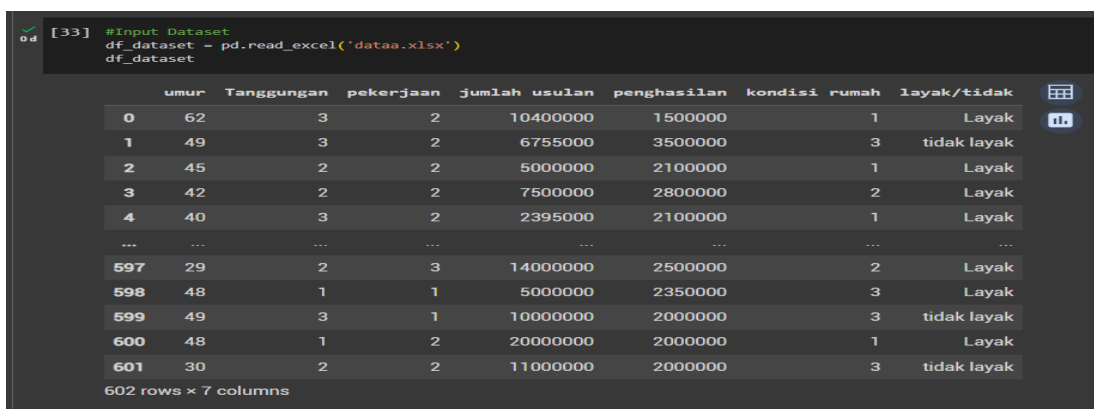 0 d [33] #Input Dataset
df_dataset = pd.read_excel('dataa.xlsx')
df_dataset
umur Tanggungan pekerjaan jumlah usulan penghasilan kondisi rumah layak/tidak
0 62 3 2 10400000 1500000 1 Layak
1 49 3 2 6755000 3500000 3 tidak layak
2 45 2 2 5000000 2100000 1 Layak
3 42 2 2 7500000 2800000 2 Layak
4 40 3 2 2395000 2100000 1 Layak
... ... ... ... ... ... ... ...
597 29 2 3 14000000 2500000 2 Layak
598 48 1 1 5000000 2350000 3 Layak
599 49 3 1 10000000 2000000 3 tidak layak
600 48 1 2 20000000 2000000 1 Layak
601 30 2 2 11000000 2000000 3 tidak layak
602 rows × 7 columns